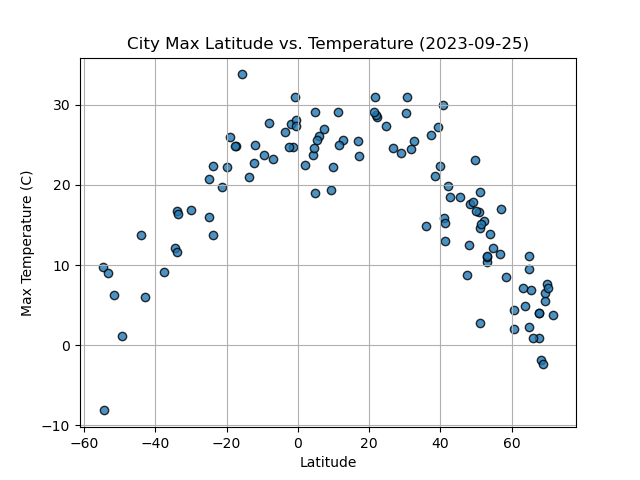 City Max Latitude vs. Temperature (2023-09-25)
Max Temperature (C)
30
20
10
0
−10
−60 −40 −20 0 20 40 60
Latitude